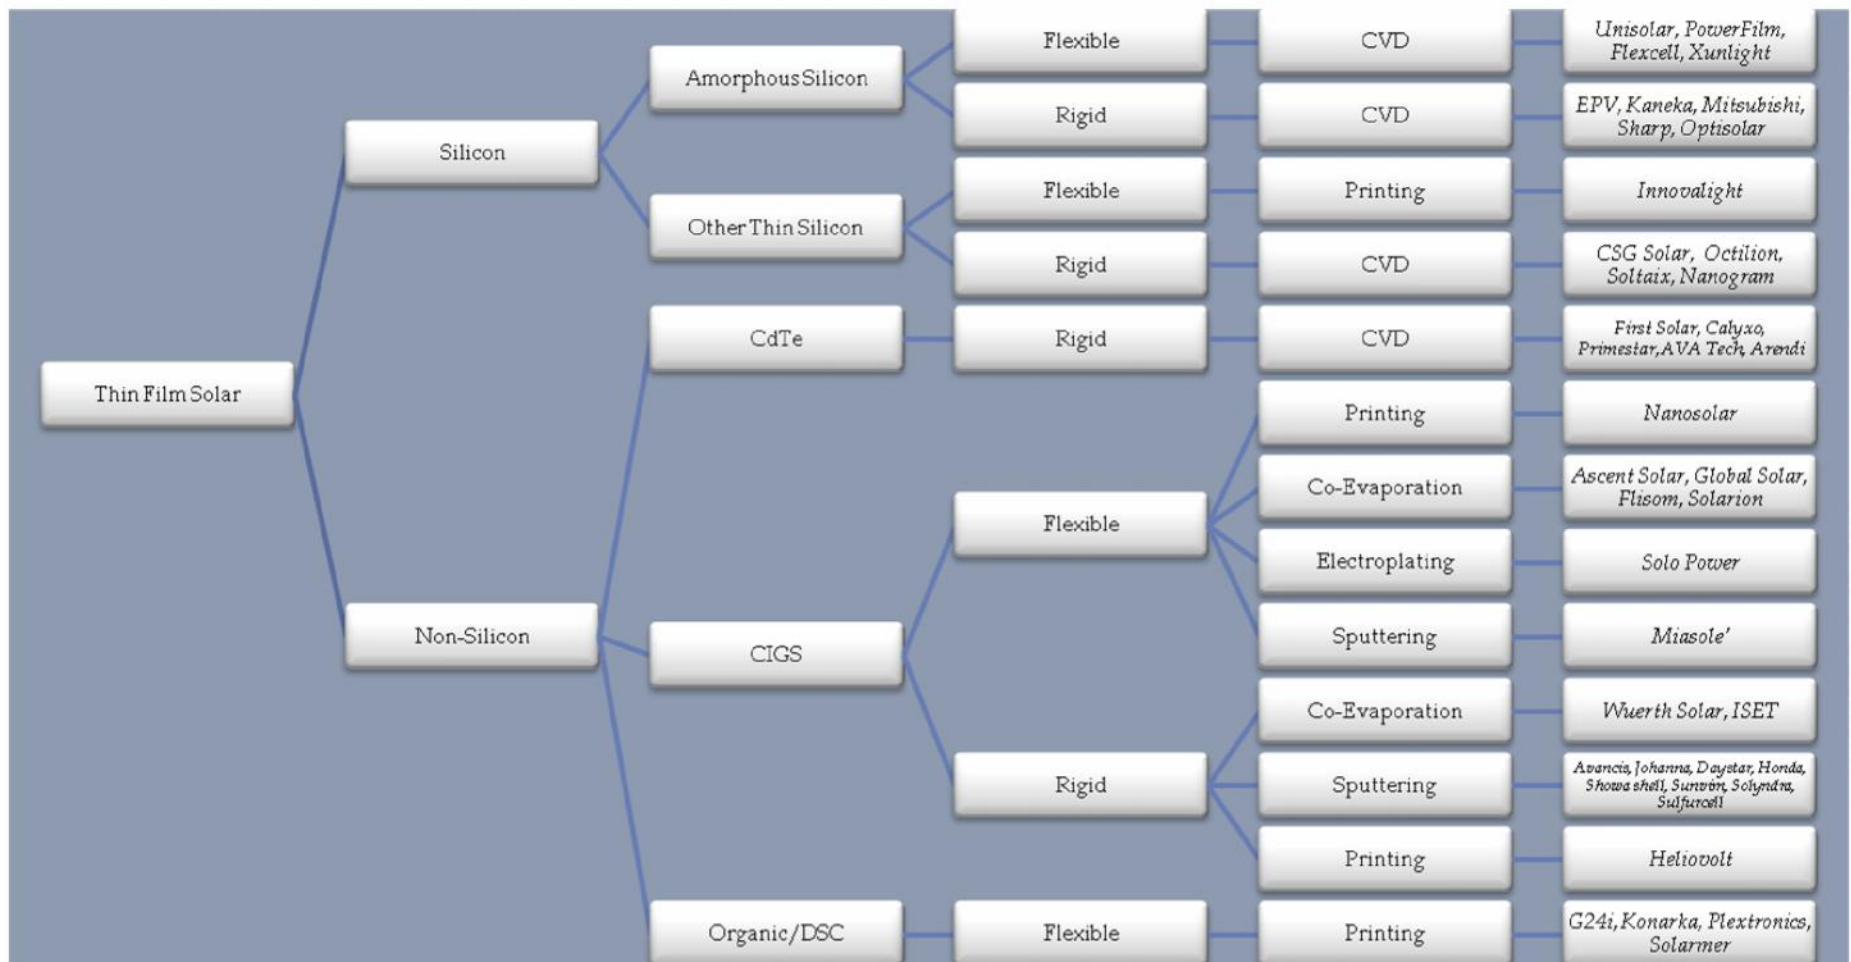 Thin Film Solar
Silicon
Amorphous Silicon
Flexible
CVD
Unisolar, PowerFilm,
Flexcell, Xunlight
Rigid
CVD
EPV, Kaneka, Mitsubishi,
Sharp, Optisolar
Other Thin Silicon
Flexible
Printing
Innovalight
Rigid
CVD
CSG Solar, Octilion,
Soltaix, Nanogram
Non-Silicon
CdTe
Rigid
CVD
First Solar, Calyxo,
Primestar, AVA Tech, Arendi
CIGS
Flexible
Printing
Nanosolar
Co-Evaporation
Ascent Solar, Global Solar,
Flisom, Solarion
Electroplating
Solo Power
Sputtering
Miasole'
Rigid
Co-Evaporation
Wuerth Solar, ISET
Sputtering
Avancis, Johanna, Daystar, Honda,
Showa shell, Solyndra,
Sulfurcell
Printing
Heliovolt
Organic/DSC
Flexible
Printing
G24i, Konarka, Plextronics,
Solarmer